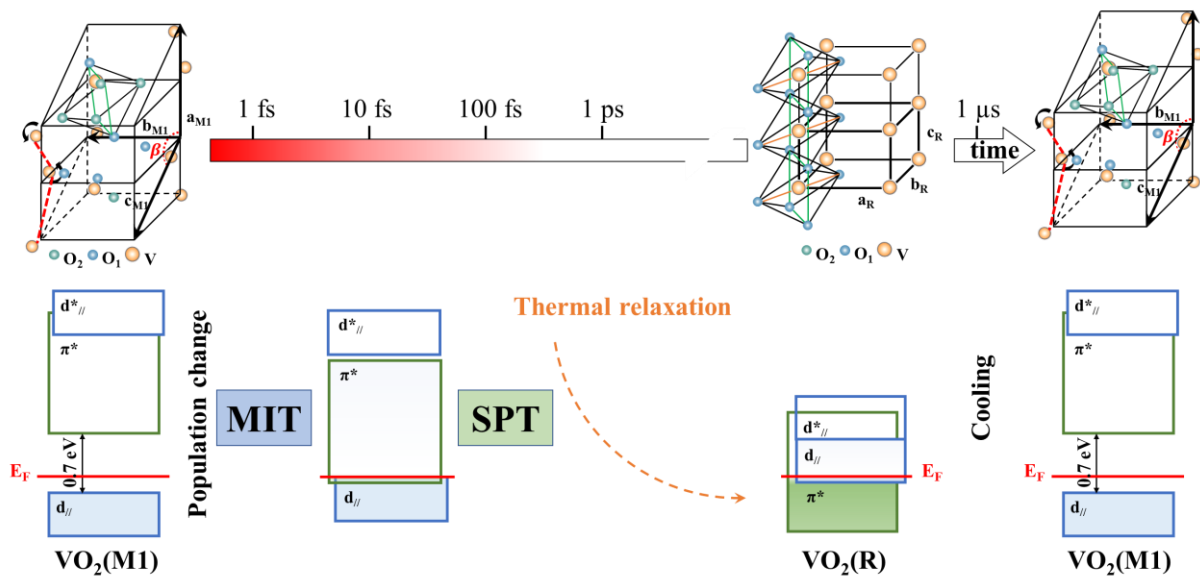 1 fs 10 fs 100 fs 1 ps 1 μs
time
a_M1
b_M1
β
c_M1
O₂ O₁ V
c_R
b_R
a_R
O₂ O₁ V
b_M1
a_M1
β
c_M1
O₂ O₁ V
d*//
π*
0.7 eV
E_F
d//
VO₂(M1)
Population change
MIT
d*//
π*
d//
SPT
Thermal relaxation
d*//
d//
E_F
π*
VO₂(R)
Cooling
d*//
π*
0.7 eV
E_F
d//
VO₂(M1)